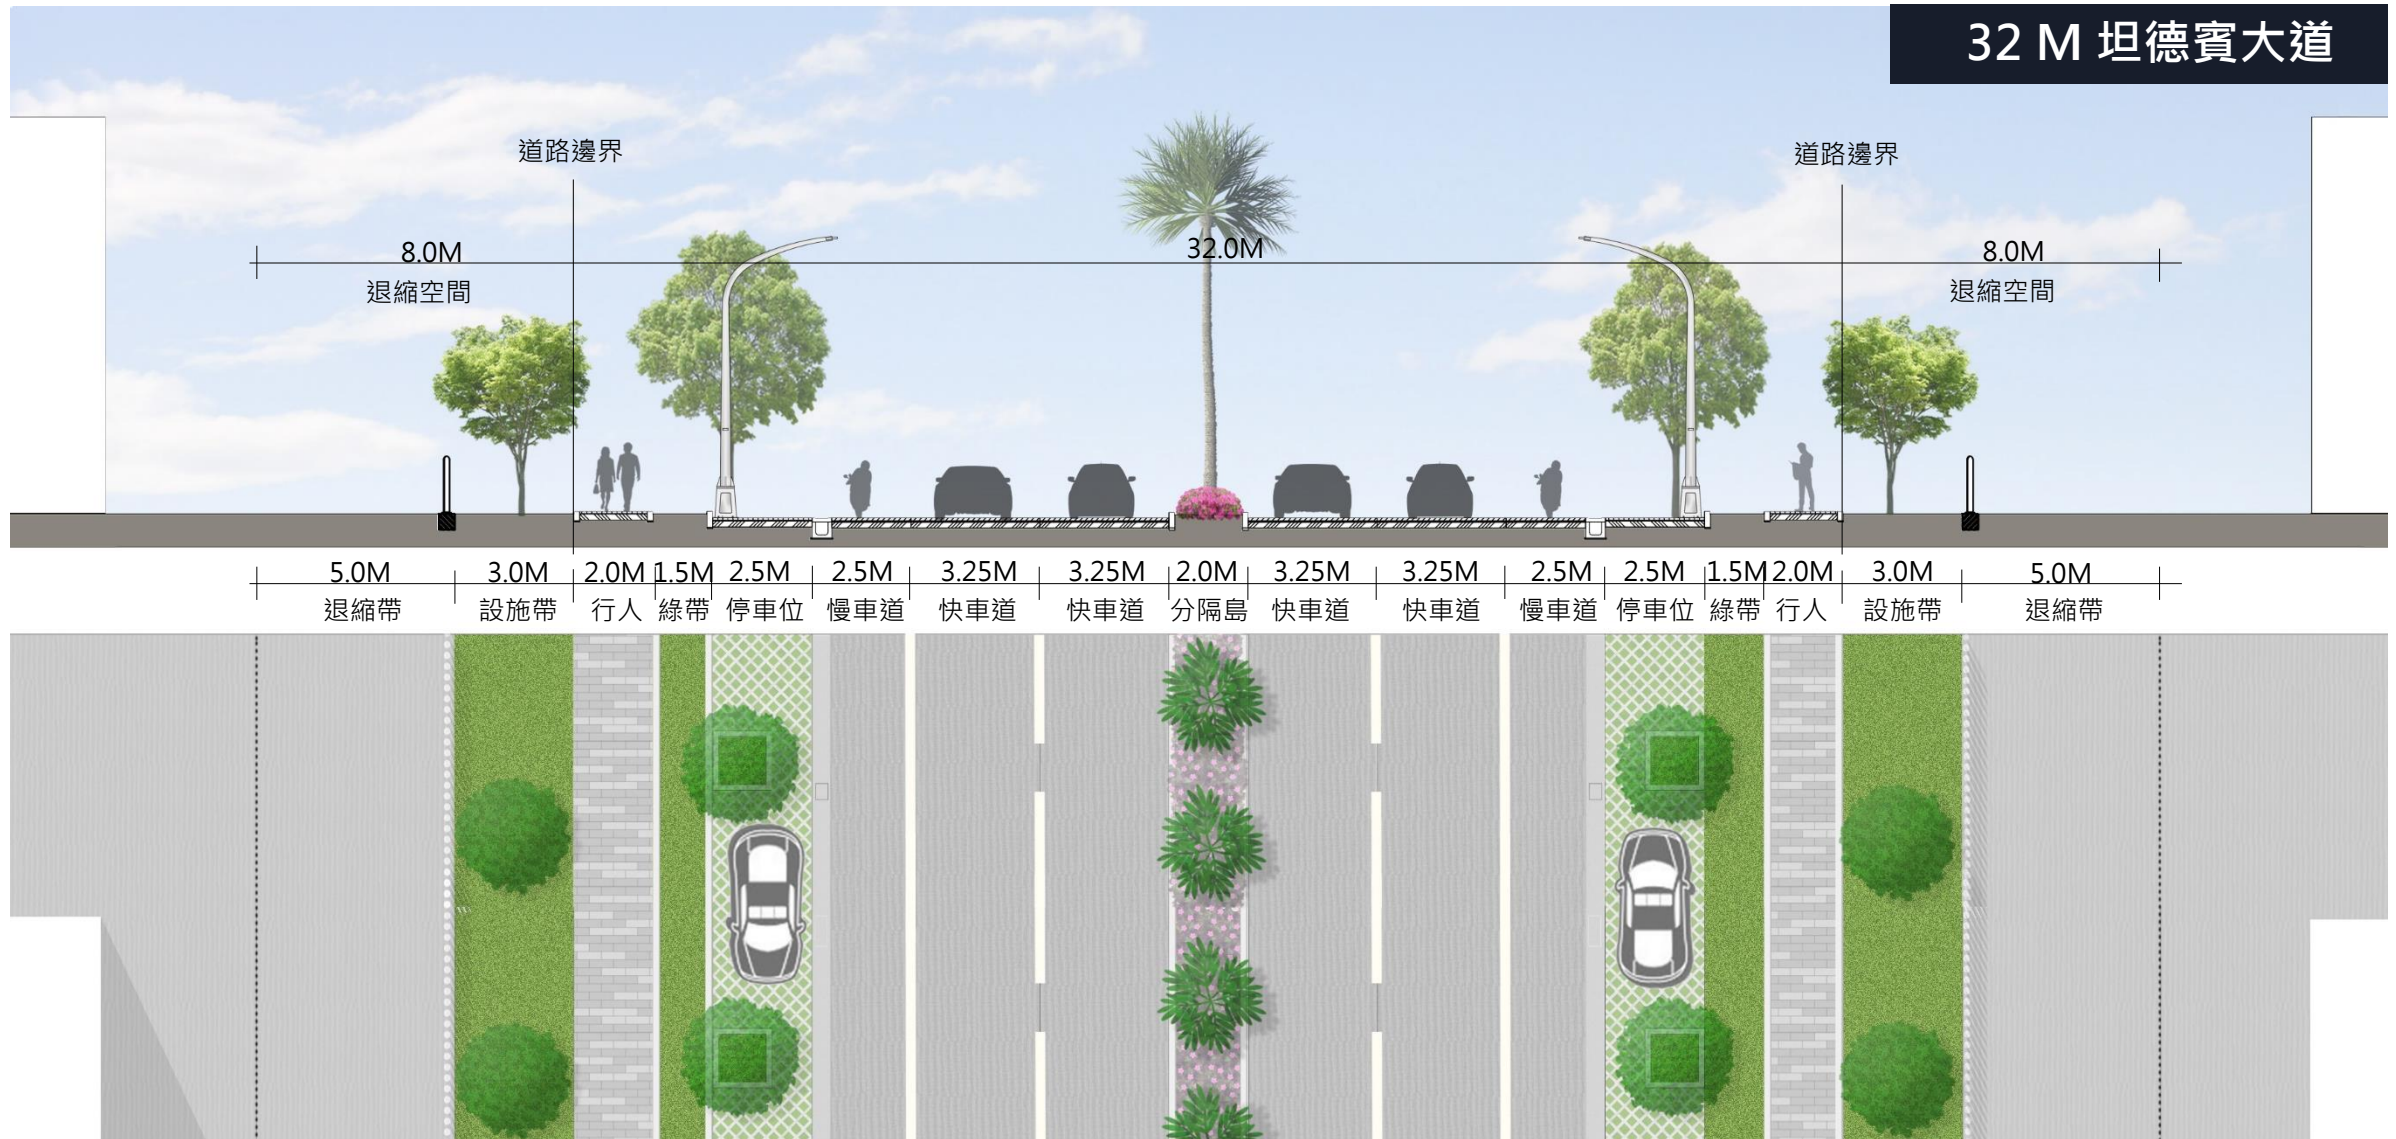 32 M 坦德賓大道
道路邊界
道路邊界
8.0M
32.0M
8.0M
退縮空間
退縮空間
5.0M 3.0M 2.0M 1.5M 2.5M 2.5M 3.25M 3.25M 2.0M 3.25M 3.25M 2.5M 2.5M 1.5M 2.0M 3.0M 5.0M
退縮帶 設施帶 行人 綠帶 停車位 慢車道 快車道 快車道 分隔島 快車道 快車道 慢車道 停車位 綠帶 行人 設施帶 退縮帶